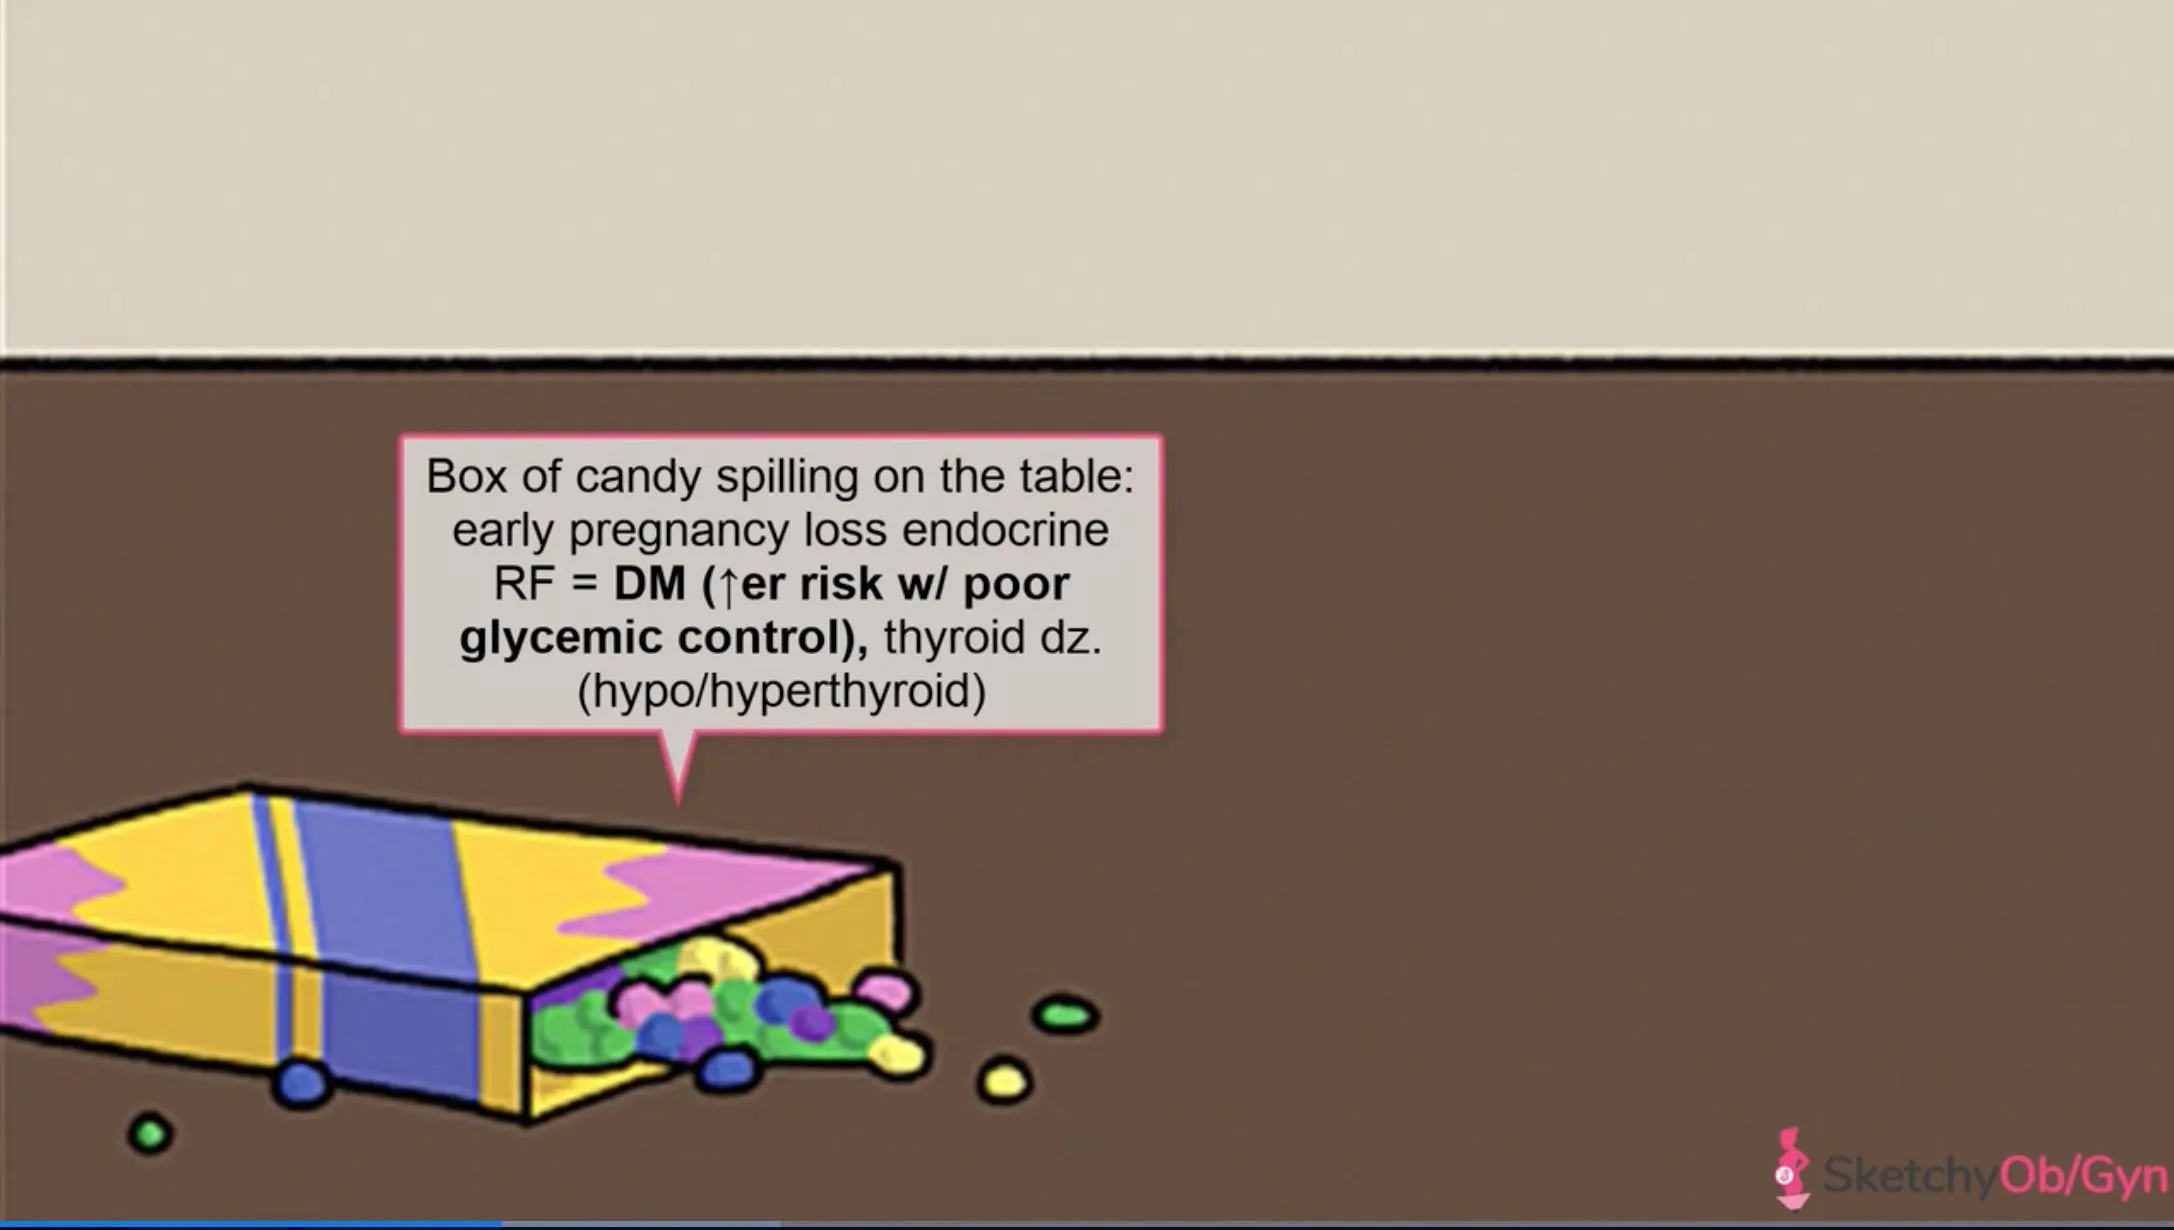 Box of candy spilling on the table:
early pregnancy loss endocrine
RF = DM (↑er risk w/ poor
glycemic control), thyroid dz.
(hypo/hyperthyroid)
SketchyOb/Gyn